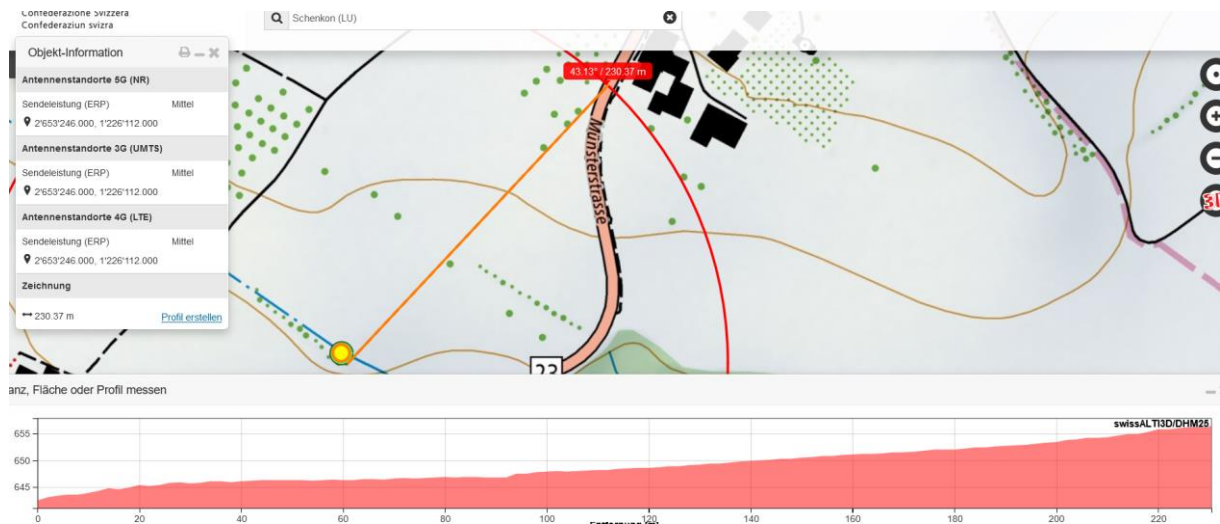 Confederazione Svizzera
Confederaziun svizra
Schenkon (LU)
Objekt-Information
Antennenstandorte 5G (NR)
Sendeleistung (ERP) Mittel
2'653'246.000, 1'226'112.000
Antennenstandorte 3G (UMTS)
Sendeleistung (ERP) Mittel
2'653'246.000, 1'226'112.000
Antennenstandorte 4G (LTE)
Sendeleistung (ERP) Mittel
2'653'246.000, 1'226'112.000
Zeichnung
230.37 m Profil erstellen
43.13° / 230.37 m
Münsterstrasse
23
anz, Fläche oder Profil messen
swissALTI3D/DHM25
655
650
645
0 20 40 60 80 100 120 140 160 180 200 220
Entfernung (m)